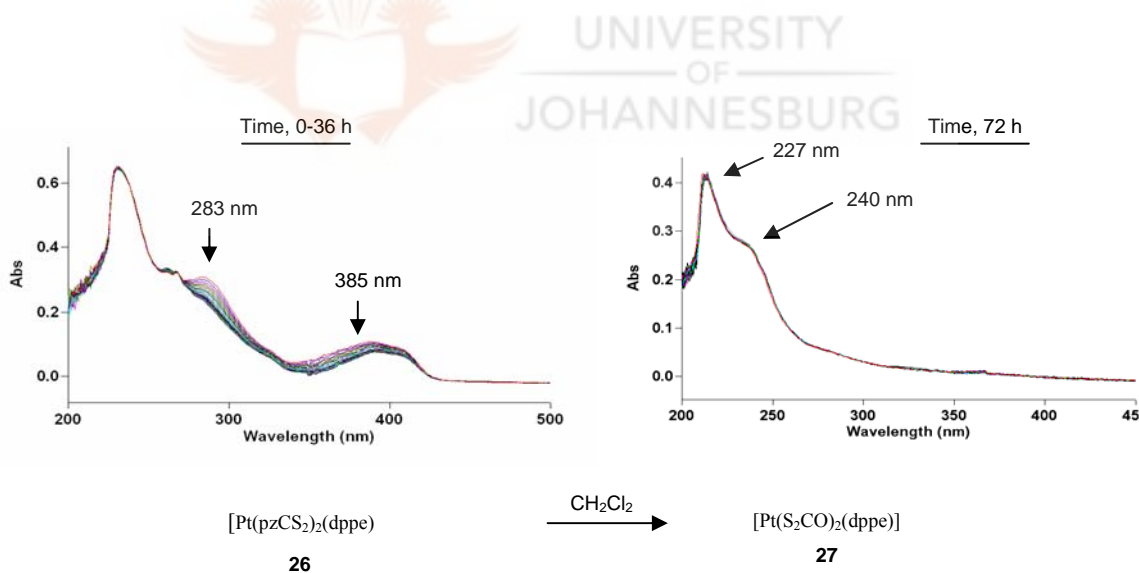 UNIVERSITY
OF
JOHANNESBURG
Time, 0-36 h
Time, 72 h
283 nm
385 nm
227 nm
240 nm
Abs
0.6
0.4
0.2
0.0
200
300
400
500
Wavelength (nm)
Abs
0.4
0.3
0.2
0.1
0.0
200
250
300
350
400
45
Wavelength (nm)
[Pt(pzCS₂)₂(dppe)
CH₂Cl₂
[Pt(S₂CO)₂(dppe)]
26
27